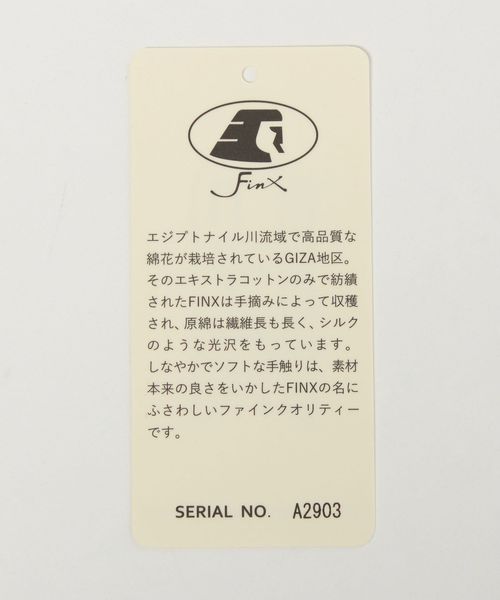 FinX
エジプトナイル川流域で高品質な
綿花が栽培されているGIZA地区。
そのエキストラコットンのみで紡績
されたFINXは手摘みによって収穫
され、原綿は繊維長も長く、シルク
のような光沢をもっています。
しなやかでソフトな手触りは、素材
本来の良さをいかしたFINXの名に
ふさわしいファインクオリティー
です。
SERIAL NO. A2903